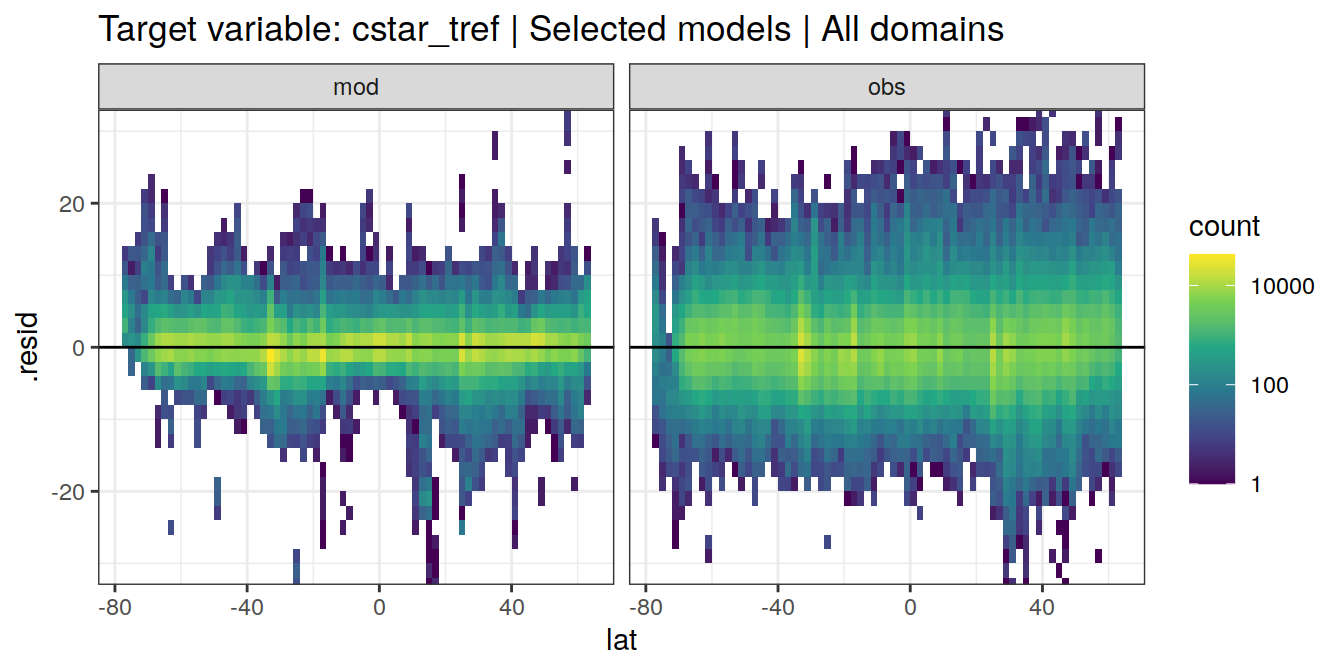 Target variable: cstar_tref | Selected models | All domains
mod
obs
.resid
20
0
-20
-80
-40
0
40
-80
-40
0
40
lat
count
10000
100
1